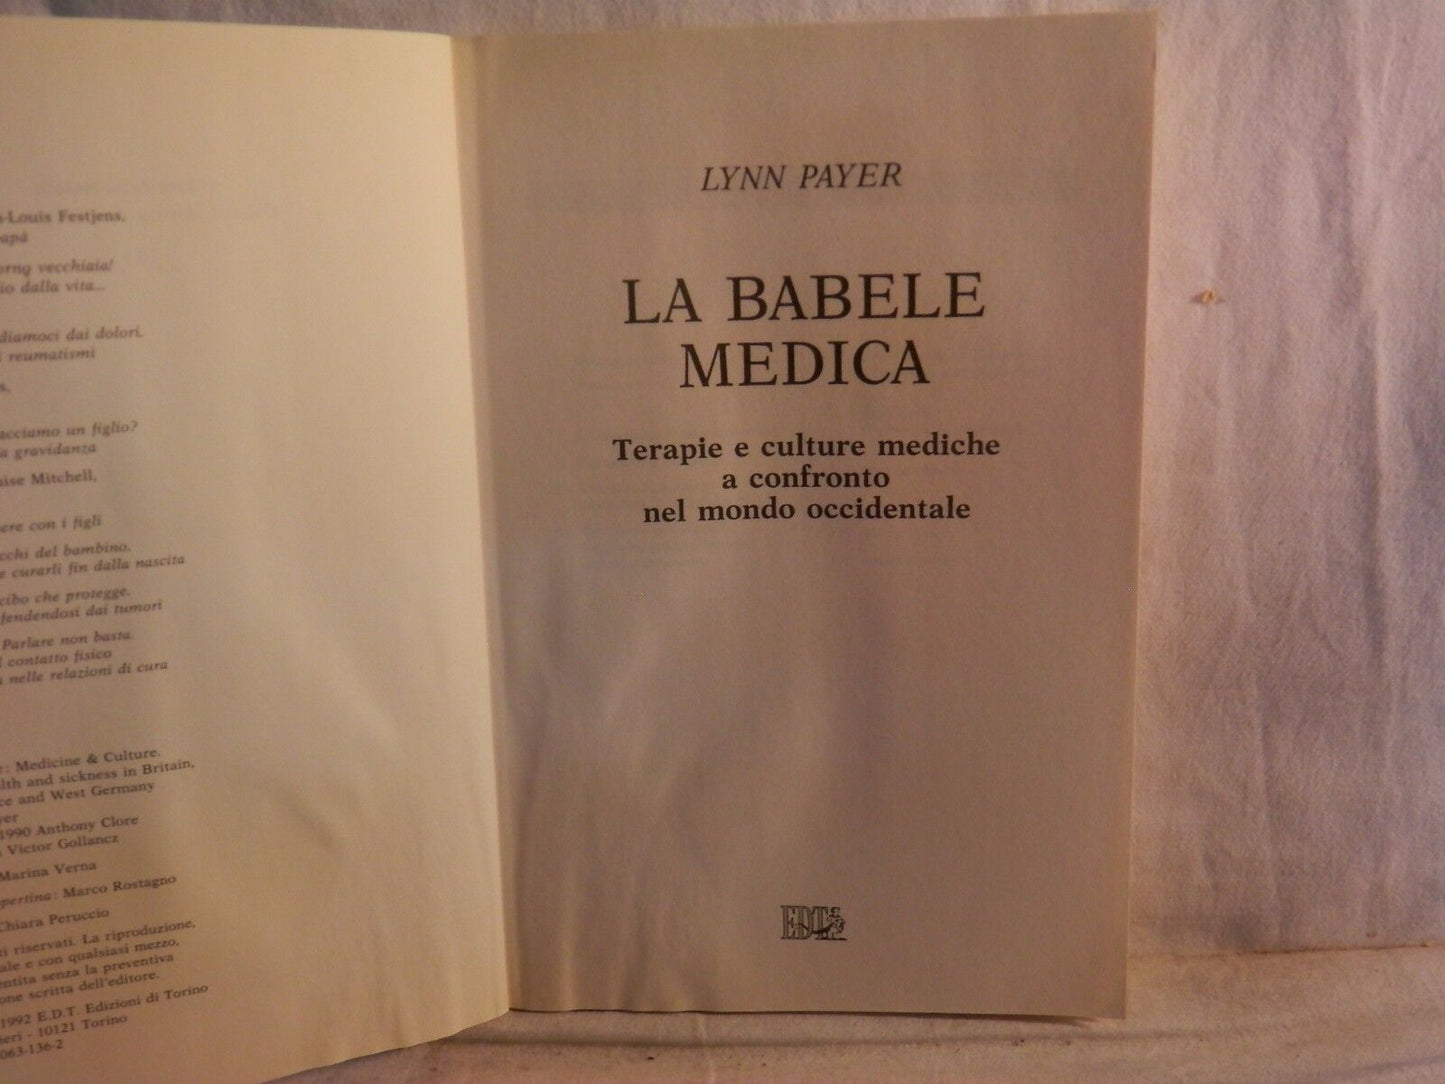 -Louis Festjens,
vecchiaia!
dalla vita...
diamoci dai dolori.
reumatismi
acciamo un figlio?
a gravidanza
Mitchell,
ere con i figli
cchi del bambino.
e curarli fin dalla nascita
cibo che protegge.
fendendosi dai tumori
Parlare non basta.
l contatto fisico
nelle relazioni di cura
: Medicine & Culture.
lth and sickness in Britain,
ce and West Germany
yer
1990 Anthony Clore
Victor Gollancz
Marina Verna
pertina: Marco Rostagno
Chiara Peruccio
ti riservati. La riproduzione,
ale e con qualsiasi mezzo,
entita senza la preventiva
one scritta dell'editore.
1992 E.D.T. Edizioni di Torino
ieri - 10121 Torino
063-136-2
LYNN PAYER
LA BABELE
MEDICA
Terapie e culture mediche
a confronto
nel mondo occidentale
EDT